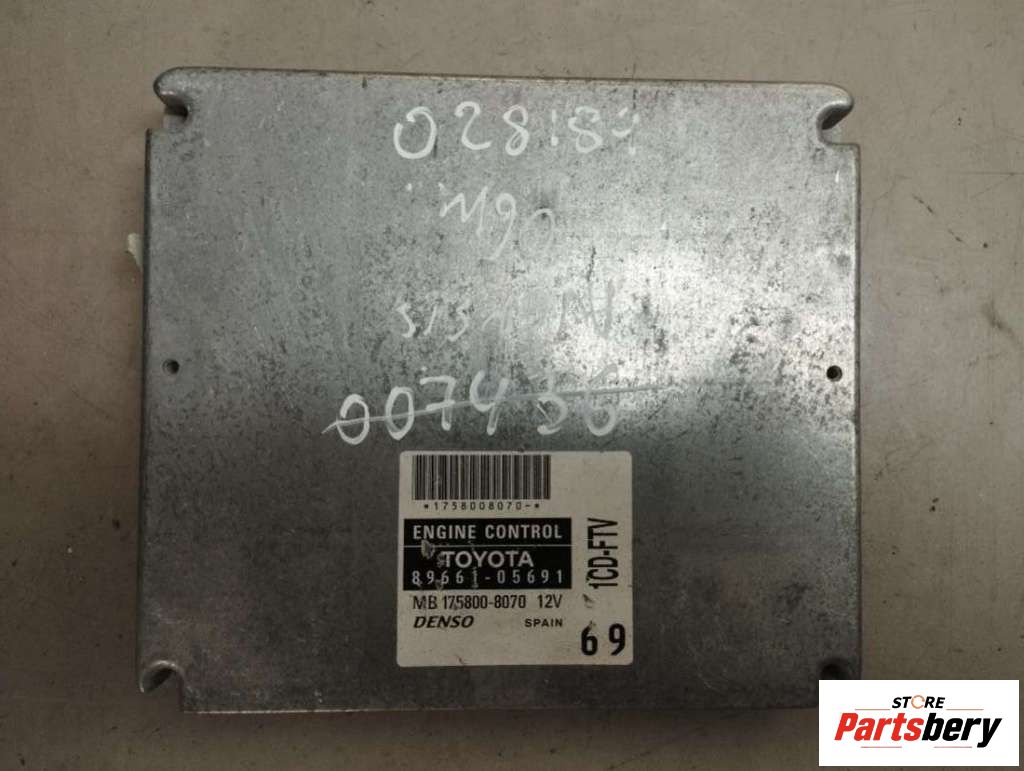 M90
007436
*1758008070-*
ENGINE CONTROL
TOYOTA
89661-05691
MB 175800-8070 12V
DENSO SPAIN
1CD-FTV
69
STORE
Partsbery